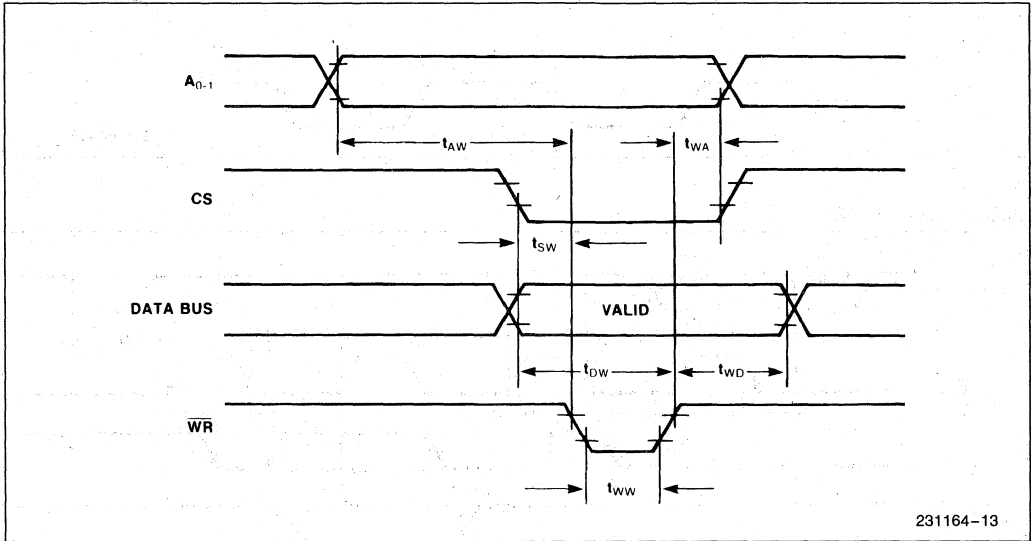 A0-1
tAW
tWA
CS
tSW
DATA BUS
VALID
tDW
tWD
WR
tWW
231164–13